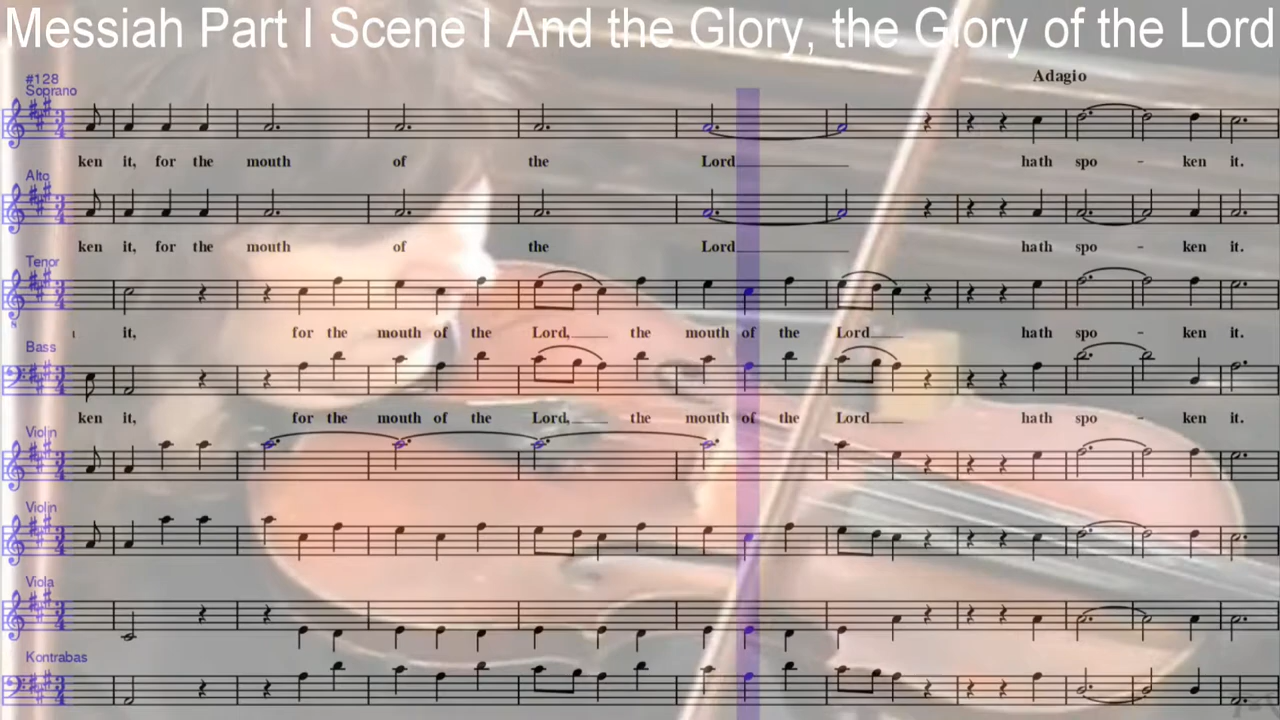 Messiah Part I Scene I And the Glory, the Glory of the Lord
Adagio
#128
Soprano
ken it, for the mouth of the Lord hath spo - ken it.
Alto
ken it, for the mouth of the Lord hath spo - ken it.
Tenor
it, for the mouth of the Lord, the mouth of the Lord hath spo - ken it.
Bass
ken it, for the mouth of the Lord, the mouth of the Lord hath spo - ken it.
Violin
Violin
Viola
Kontrabas